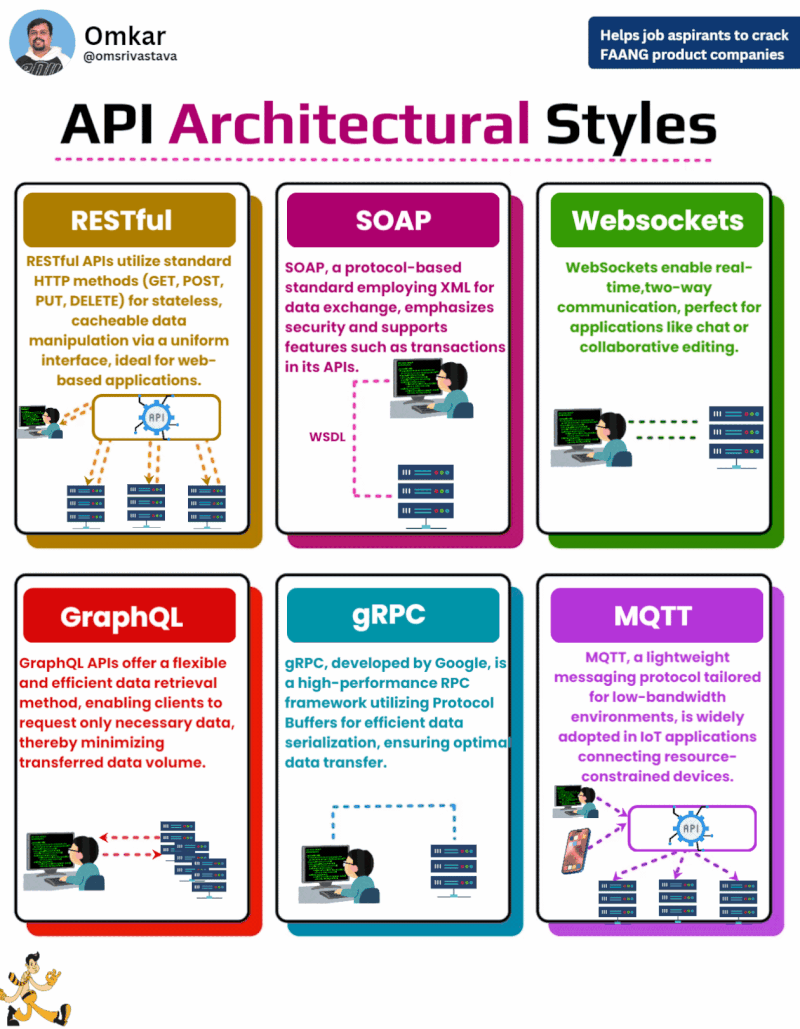 Omkar
@omsrivastava
Helps job aspirants to crack
FAANG product companies
API Architectural Styles
RESTful
RESTful APIs utilize standard
HTTP methods (GET, POST,
PUT, DELETE) for stateless,
cacheable data
manipulation via a uniform
interface, ideal for web-
based applications.
API
SOAP
SOAP, a protocol-based
standard employing XML for
data exchange, emphasizes
security and supports
features such as transactions
in its APIs.
WSDL
Websockets
WebSockets enable real-
time,two-way
communication, perfect for
applications like chat or
collaborative editing.
GraphQL
GraphQL APIs offer a flexible
and efficient data retrieval
method, enabling clients to
request only necessary data,
thereby minimizing
transferred data volume.
gRPC
gRPC, developed by Google, is
a high-performance RPC
framework utilizing Protocol
Buffers for efficient data
serialization, ensuring optimal
data transfer.
MQTT
MQTT, a lightweight
messaging protocol tailored
for low-bandwidth
environments, is widely
adopted in IoT applications
connecting resource-
constrained devices.
API